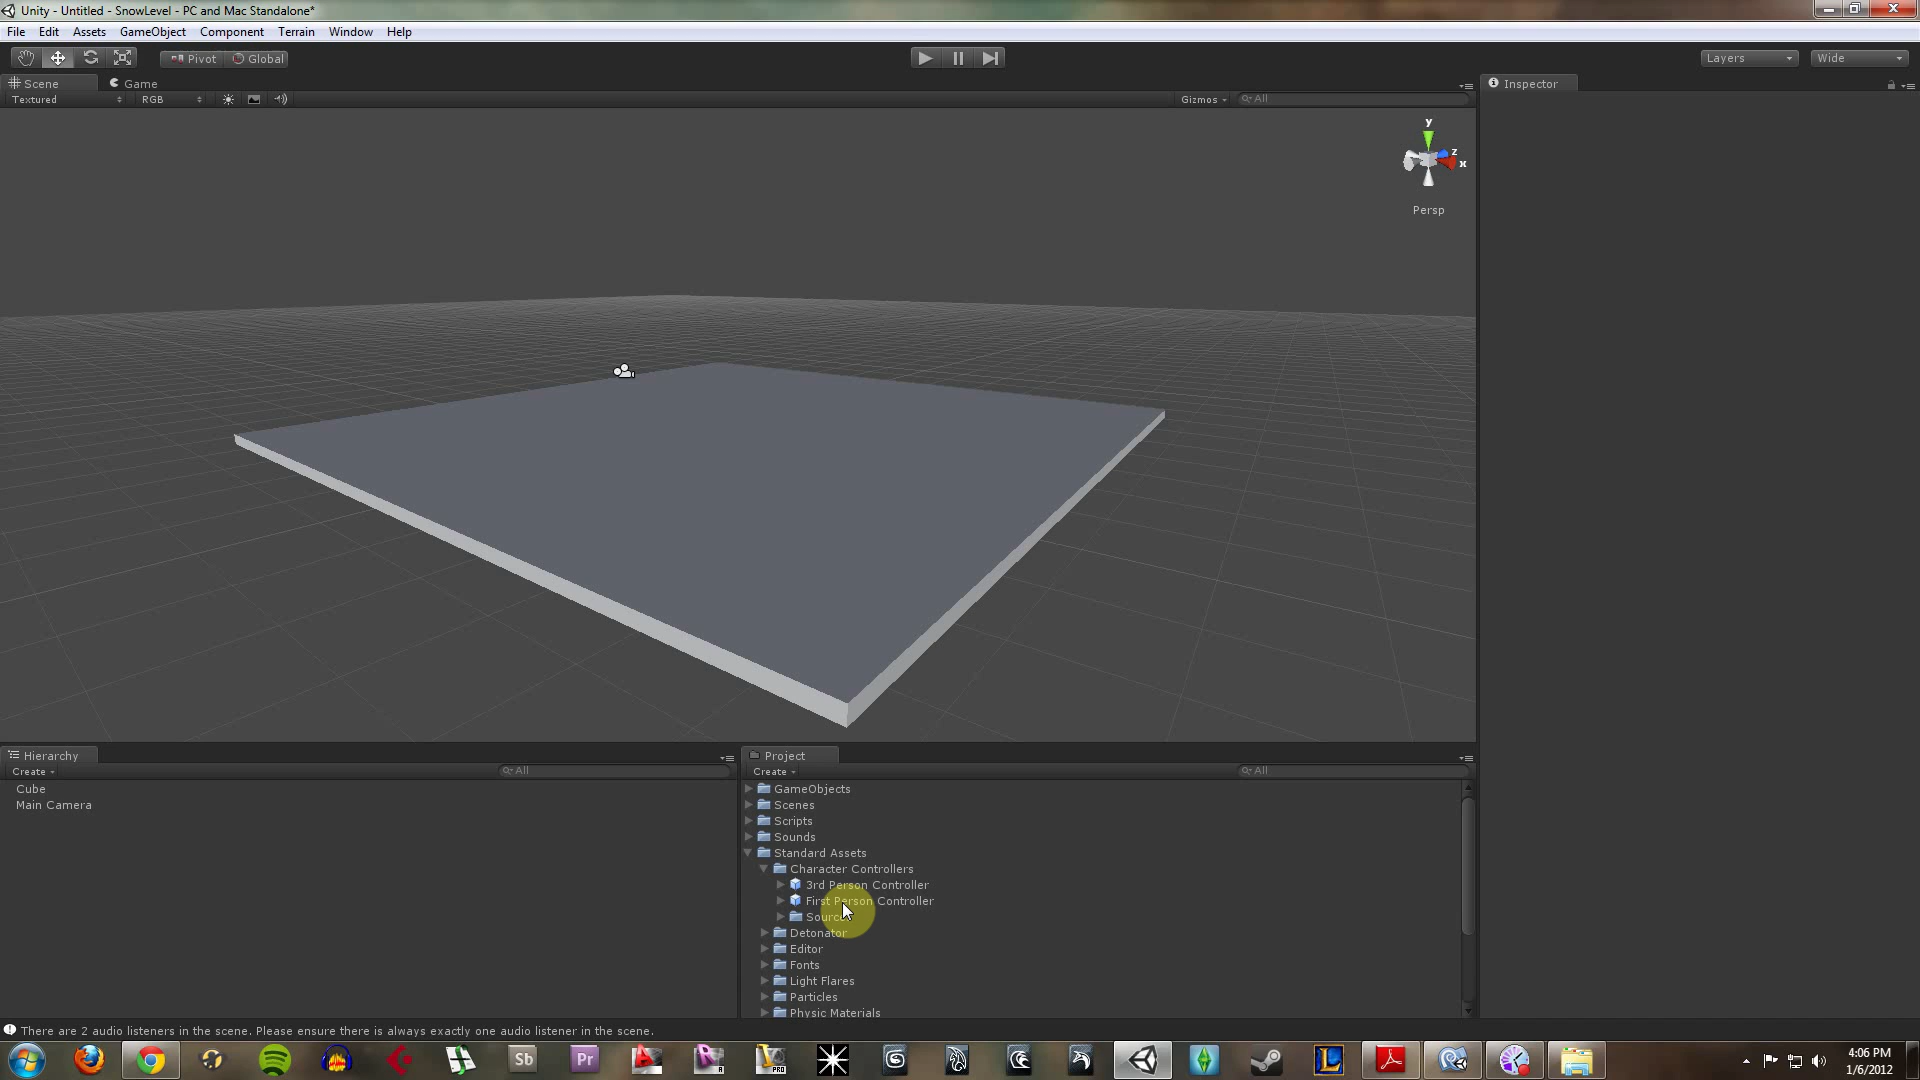 Unity - Untitled - SnowLevel - PC and Mac Standalone*
File Edit Assets GameObject Component Terrain Window Help
Pivot Global Layers Wide
Scene Game Inspector
Textured RGB Gizmos All
y
z
x
Persp
Hierarchy Project
Create All Create All
Cube
Main Camera
GameObjects
Scenes
Scripts
Sounds
Standard Assets
Character Controllers
3rd Person Controller
First Person Controller
Detonator
Editor
Fonts
Light Flares
Particles
Physic Materials
There are 2 audio listeners in the scene. Please ensure there is always exactly one audio listener in the scene.
Sb Pr PRO L
4:06 PM
1/6/2012